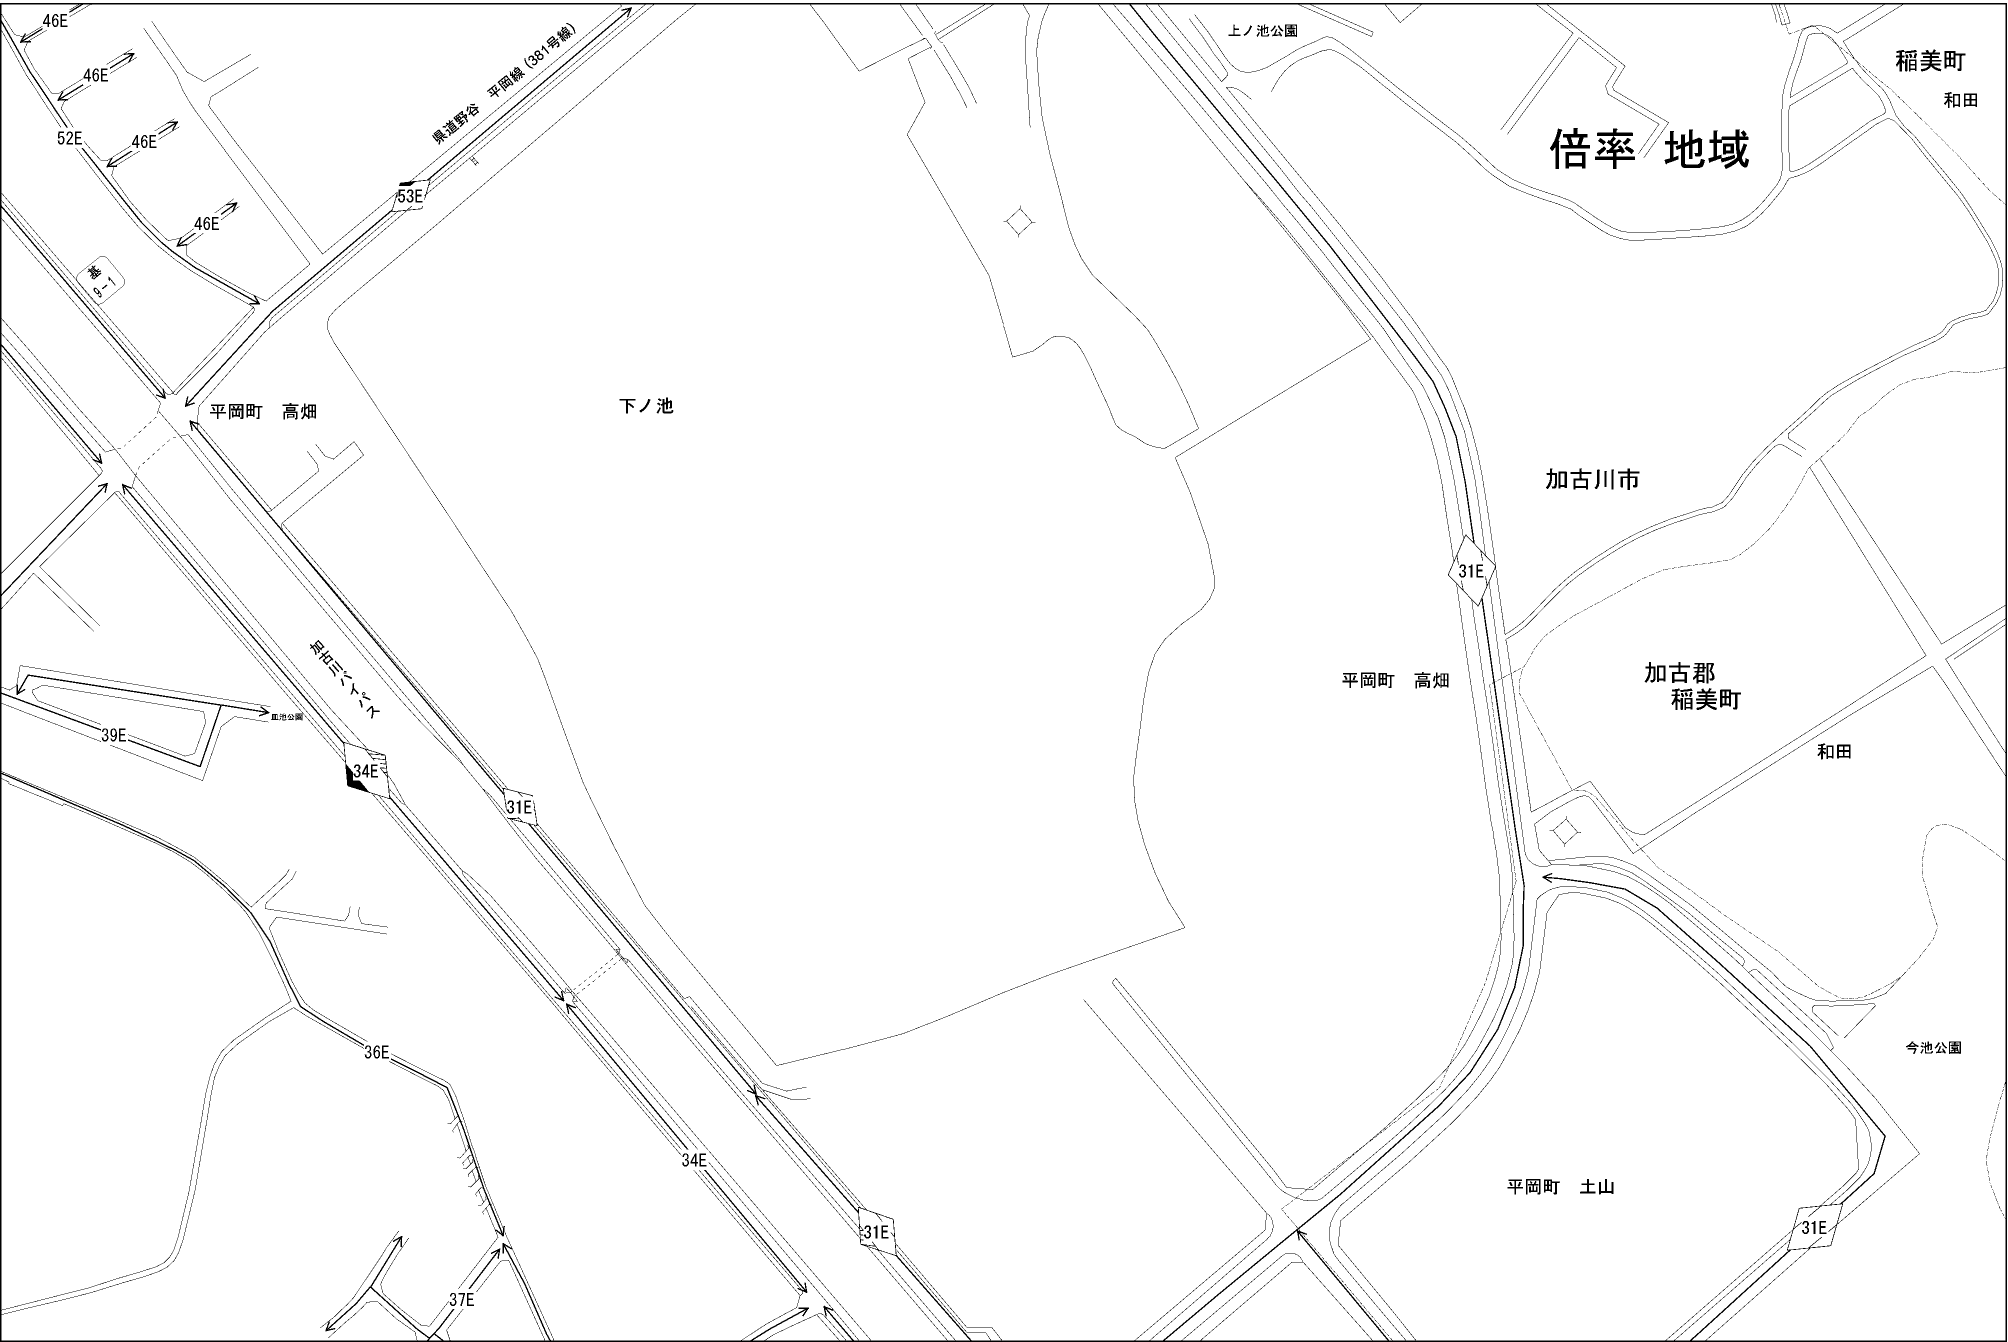 46E
上ノ池公園
県道野谷　平岡線(381号線)
稲美町
46E
和田
52E
46E
倍率　地域
53E
46E
基
9-1
平岡町　高畑
下ノ池
加古川市
31E
加古川バイパス
平岡町　高畑
加古郡
稲美町
皿池公園
39E
和田
34E
31E
36E
今池公園
34E
平岡町　土山
31E
31E
37E